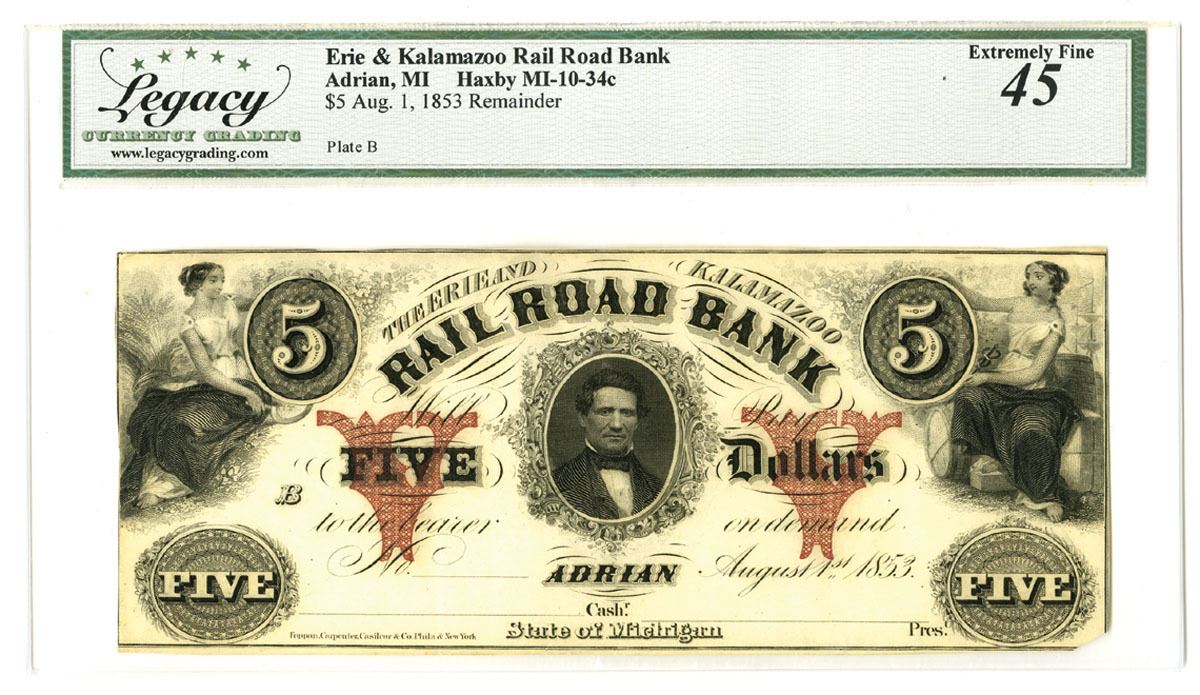 Legacy
CURRENCY GRADING
www.legacygrading.com
Erie & Kalamazoo Rail Road Bank
Adrian, MI Haxby MI-10-34c
$5 Aug. 1, 1853 Remainder
Plate B
Extremely Fine
45
THE ERIE AND KALAMAZOO
RAIL ROAD BANK
5
5
Will Pay
FIVE Dollars
V V
B
to the bearer on demand
No. ADRIAN August 1st 1853.
FIVE
FIVE
Cashr
Pres.t
Toppan, Carpenter, Casilear & Co. Phila & New York
State of Michigan